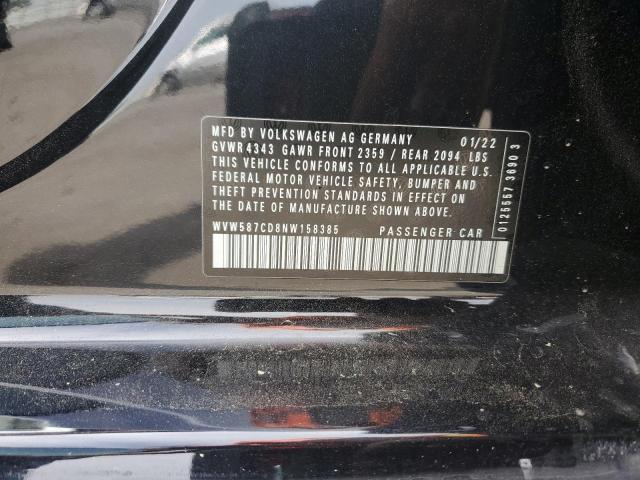 MFD BY VOLKSWAGEN AG GERMANY 01/22
GVWR 4343 GAWR FRONT 2359 / REAR 2094 LBS
THIS VEHICLE CONFORMS TO ALL APPLICABLE U.S.
FEDERAL MOTOR VEHICLE SAFETY, BUMPER AND
THEFT PREVENTION STANDARDS IN EFFECT ON
THE DATE OF MANUFACTURE SHOWN ABOVE.
WVW587CD8NW158385 PASSENGER CAR
0125557 3690 3